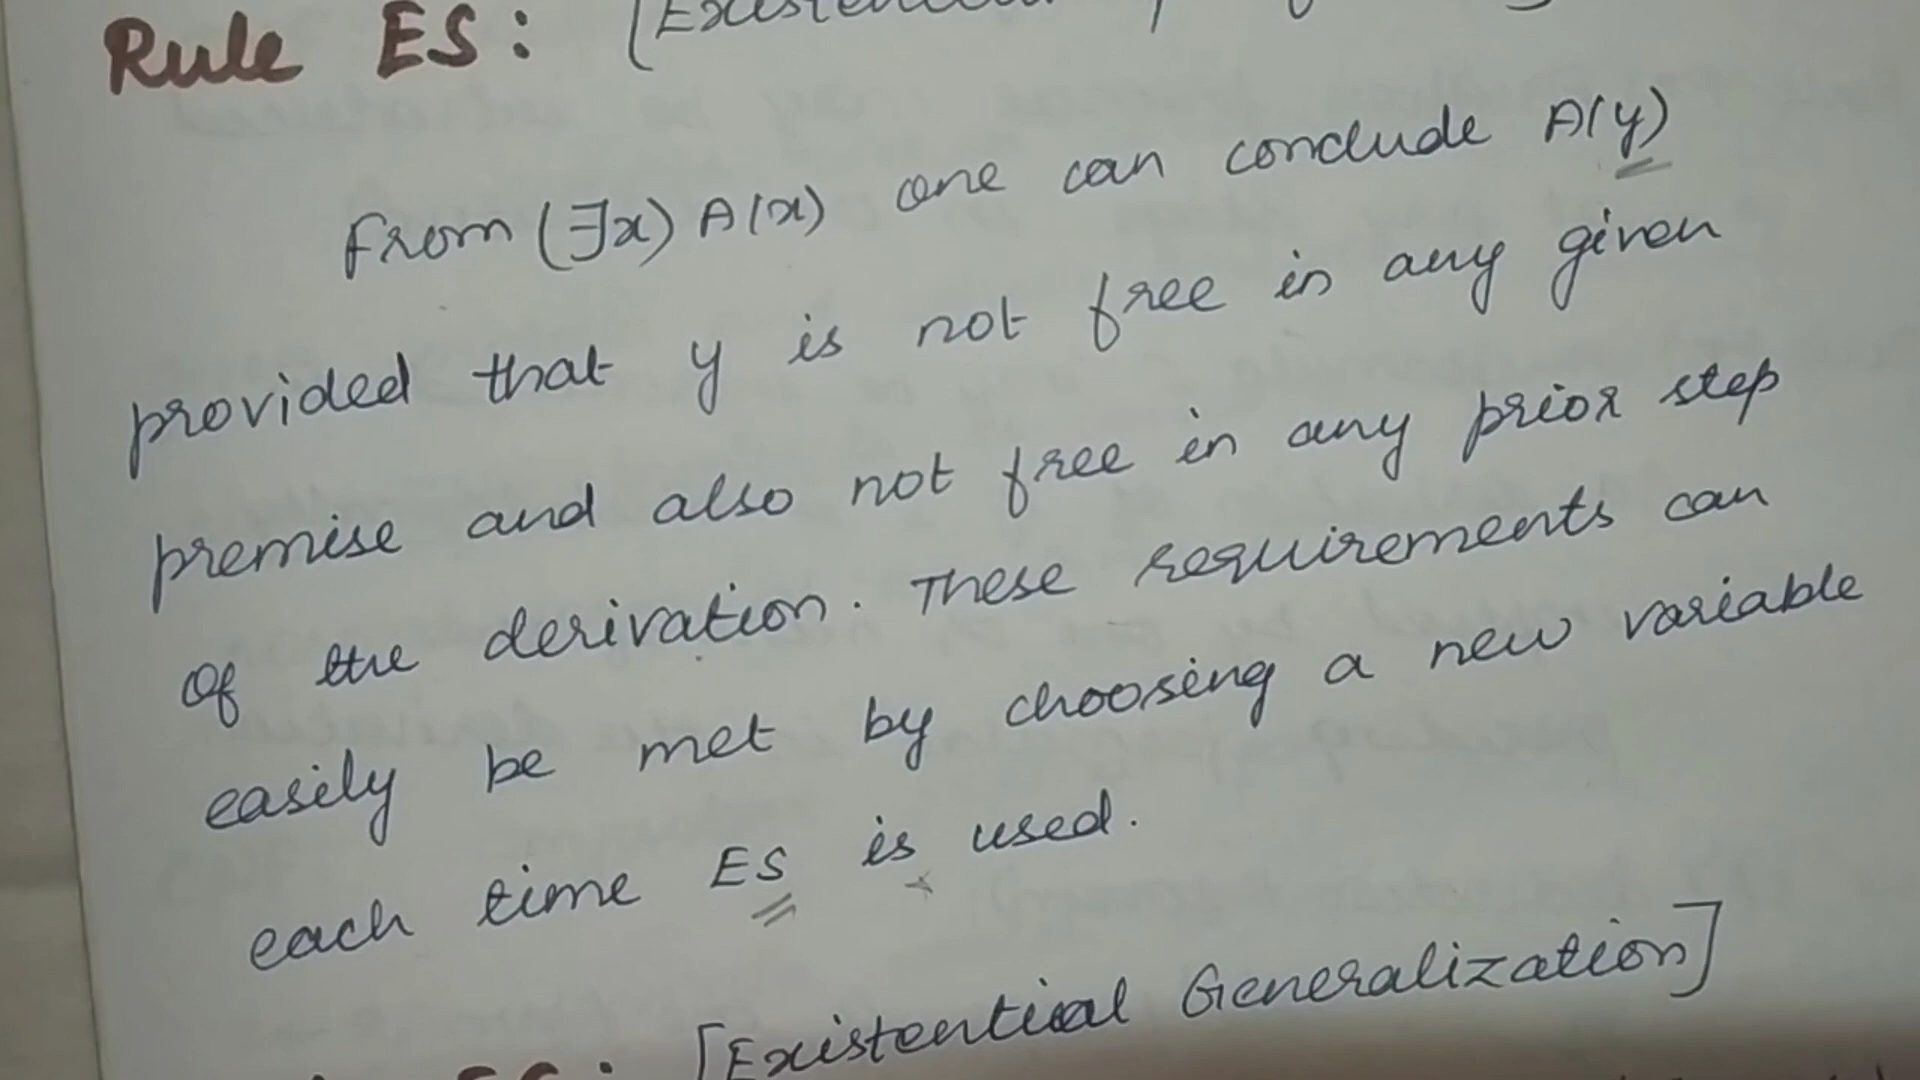 Rule ES: [Existential
From (∃x) A(x) one can conclude A(y)
provided that y is not free in any given
premise and also not free in any prior step
of the derivation. These requirements can
easily be met by choosing a new variable
each time ES is used.
[Existential Generalization]